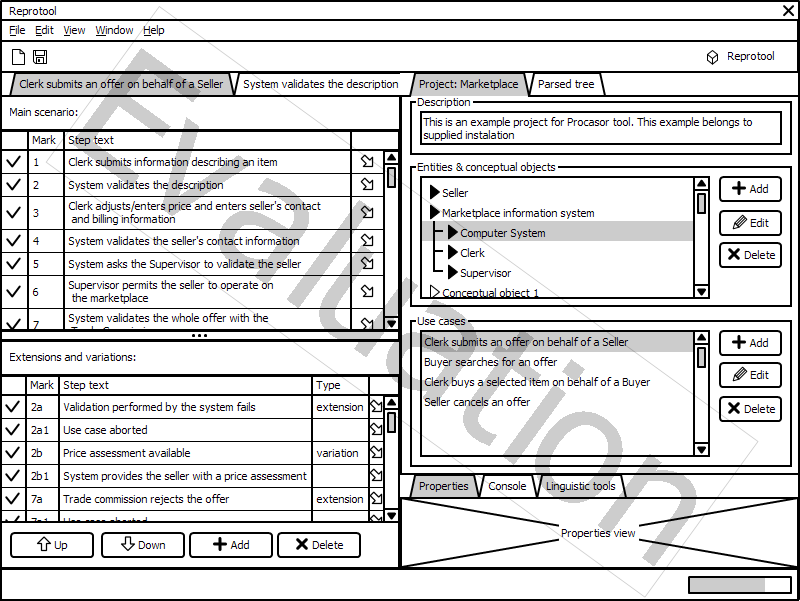 Reprotool
File Edit View Window Help
Reprotool
Clerk submits an offer on behalf of a Seller
System validates the description
Main scenario:
Mark Step text
1 Clerk submits information describing an item
2 System validates the description
3 Clerk adjusts/enters price and enters seller's contact
and billing information
4 System validates the seller's contact information
5 System asks the Supervisor to validate the seller
6 Supervisor permits the seller to operate on
the marketplace
7 System validates the whole offer with the
Trade Commission
Extensions and variations:
Mark Step text Type
2a Validation performed by the system fails extension
2a1 Use case aborted
2b Price assessment available variation
2b1 System provides the seller with a price assessment
7a Trade commission rejects the offer extension
7a1 Use case aborted
Up Down Add Delete
Project: Marketplace
Parsed tree
Description
This is an example project for Procasor tool. This example belongs to
supplied instalation
Entities & conceptual objects
Seller
Marketplace information system
Computer System
Clerk
Supervisor
Conceptual object 1
Add
Edit
Delete
Use cases
Clerk submits an offer on behalf of a Seller
Buyer searches for an offer
Clerk buys a selected item on behalf of a Buyer
Seller cancels an offer
Add
Edit
Delete
Properties Console Linguistic tools
Properties view
Evaluation